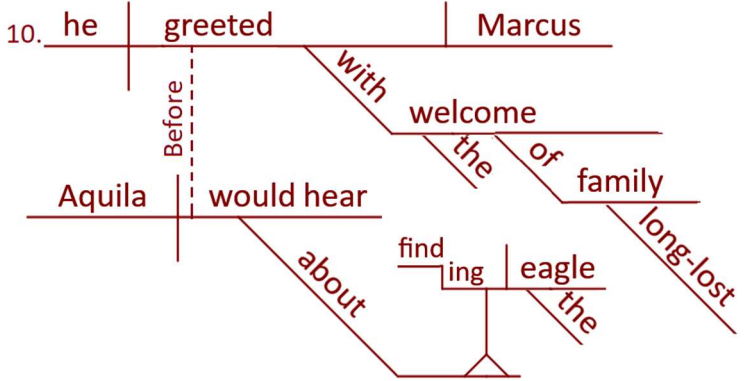 10. he greeted Marcus
with
welcome
the
of
family
long-lost
Before
Aquila would hear
about
find
ing eagle
the